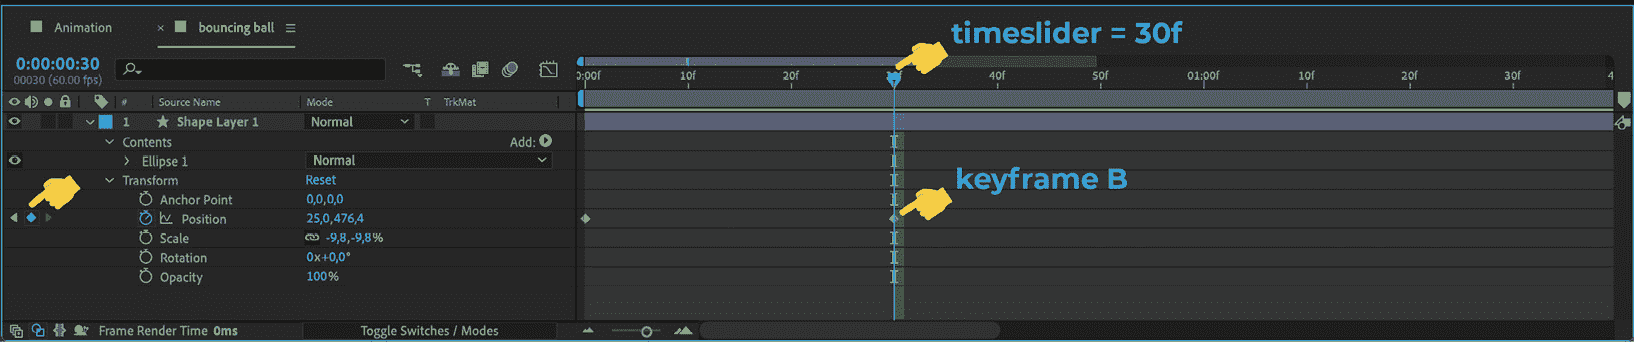 Animation × bouncing ball
timeslider = 30f
0:00:00:30
00030 (60.00 fps)
0:00f 10f 20f 40f 50f 01:00f 10f 20f 30f 4
# Source Name Mode T TrkMat
1 Shape Layer 1 Normal
Contents Add:
Ellipse 1 Normal
Transform Reset
keyframe B
Anchor Point 0,0,0,0
Position 25,0,476,4
Scale -9,8,-9,8%
Rotation 0x+0,0°
Opacity 100%
Frame Render Time 0ms Toggle Switches / Modes